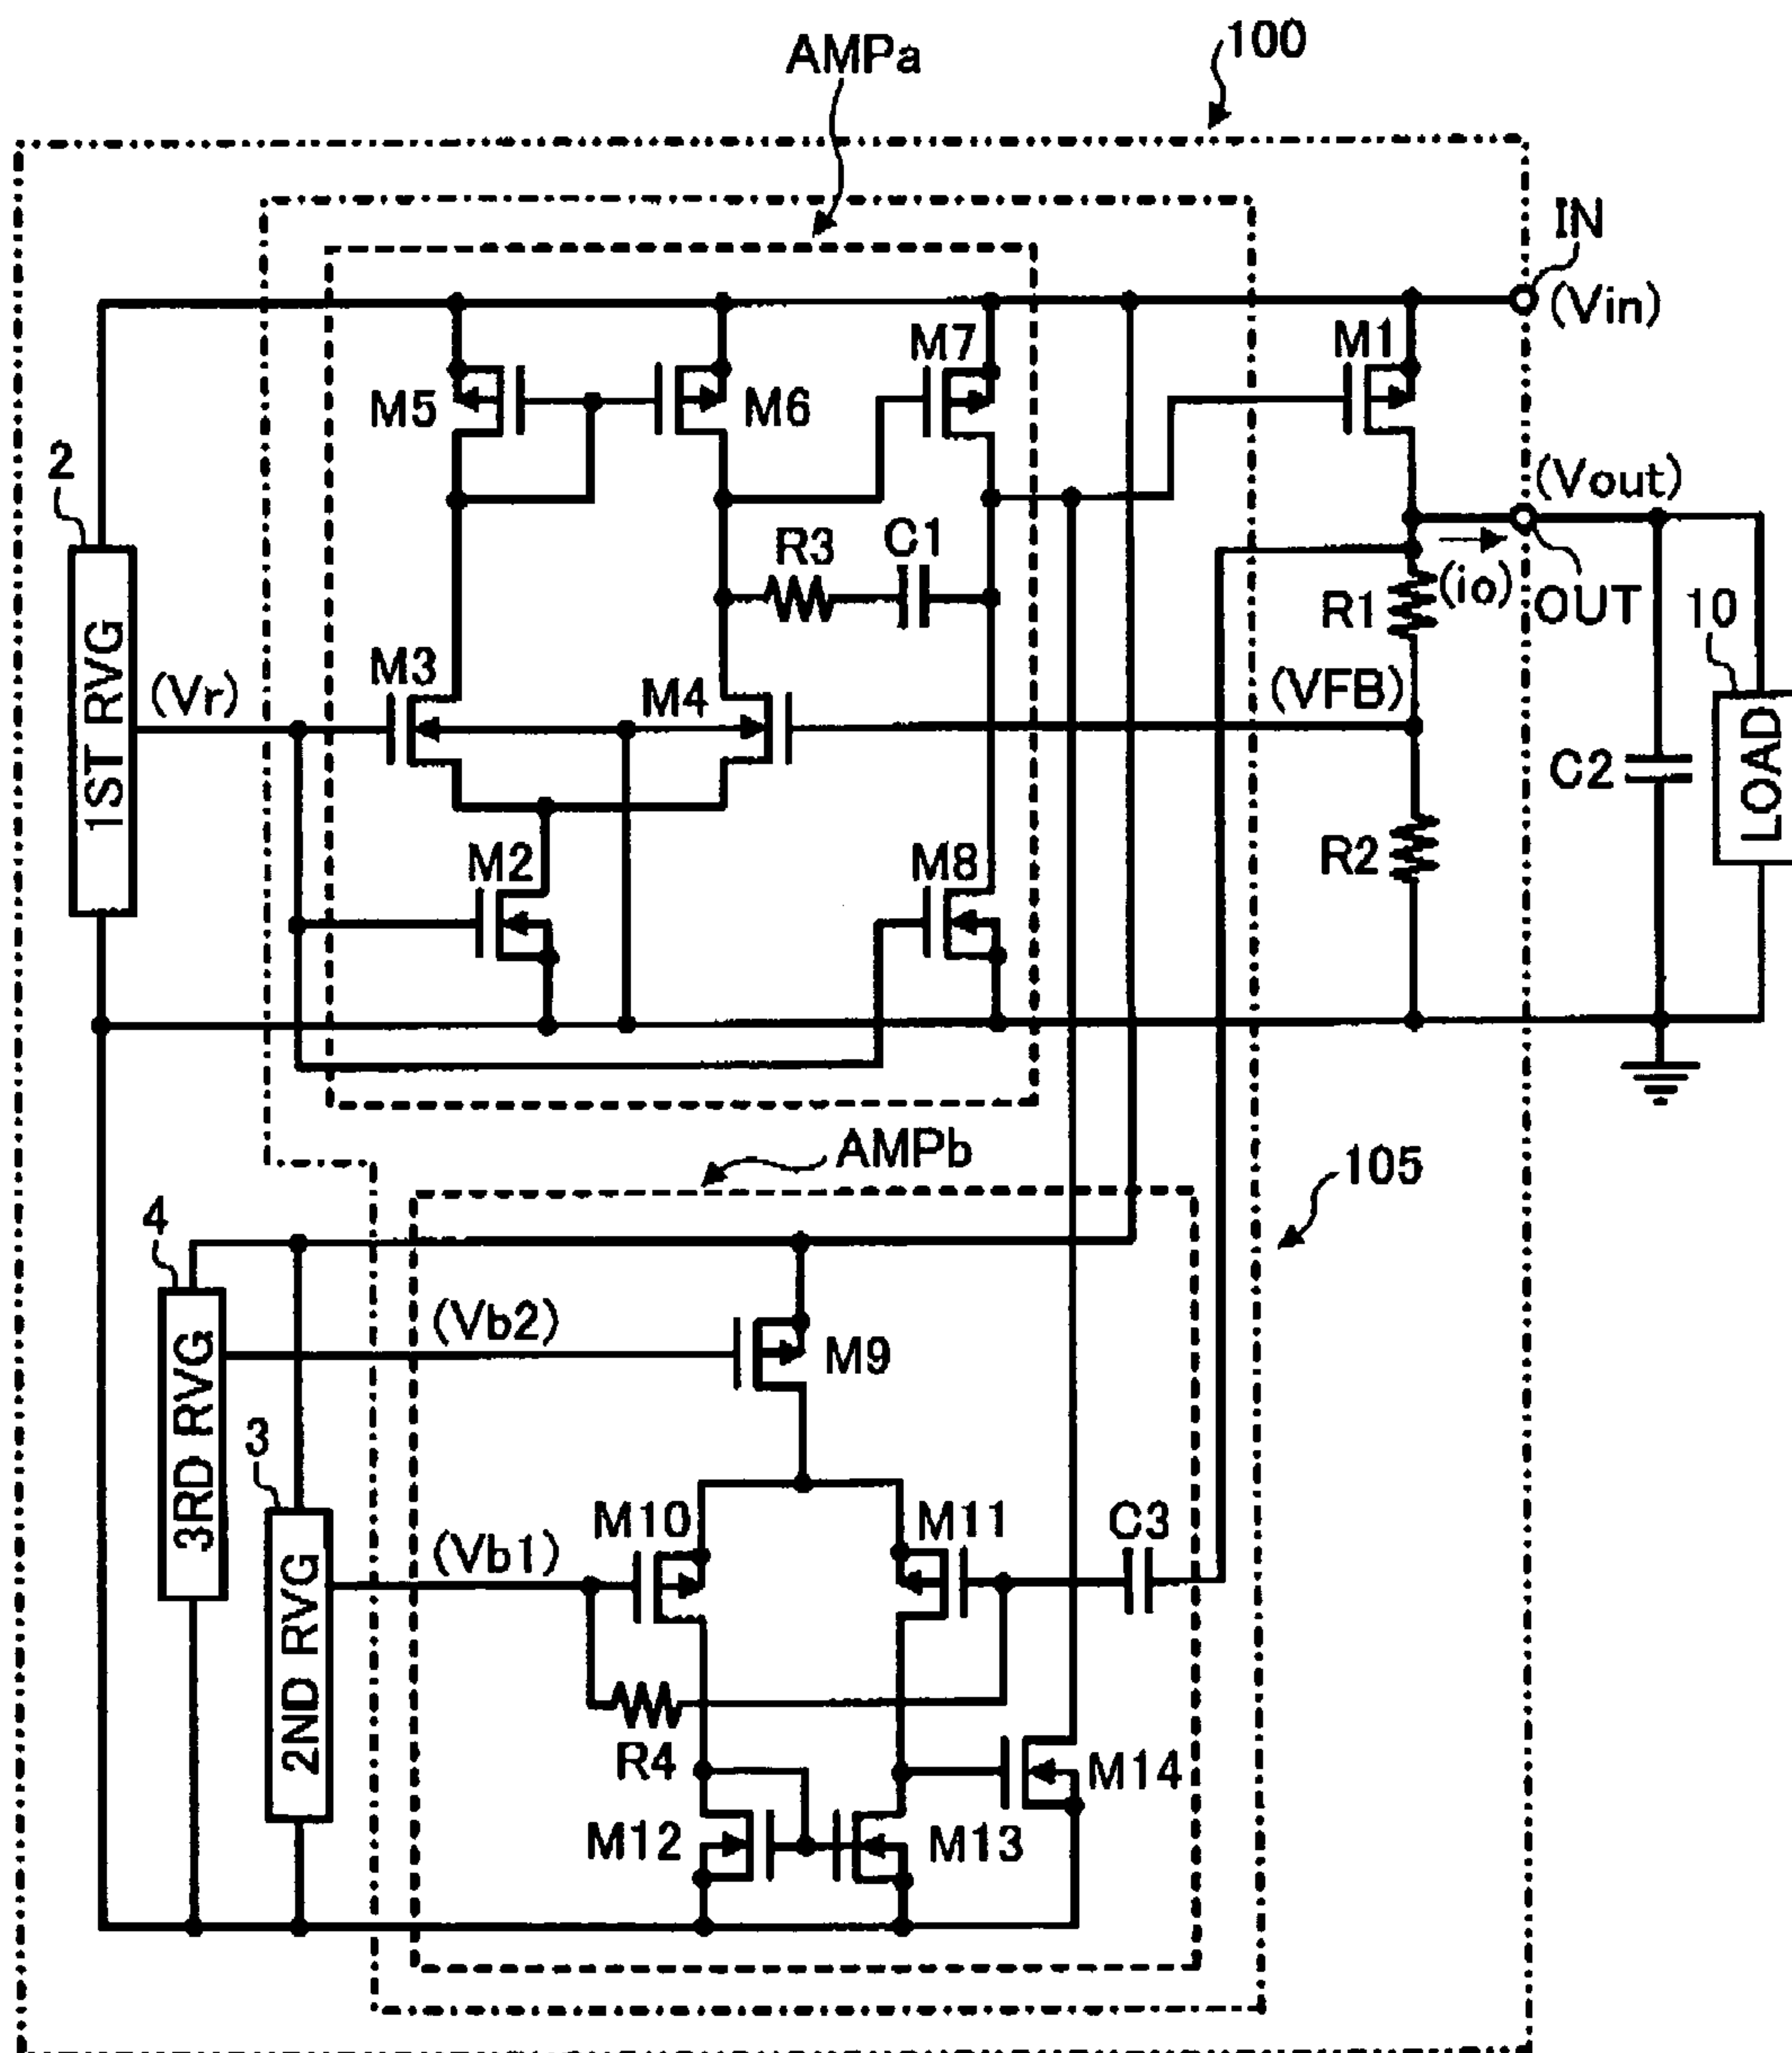 100
AMPa
IN
(Vin)
M7
M1
M5
M6
2
(Vout)
R3
C1
(io)
OUT
10
R1
1ST RVG
(Vr)
M3
M4
(VFB)
C2
LOAD
M2
M8
R2
AMPb
105
4
(Vb2)
M9
3RD RVG
3
M10
M11
C3
(Vb1)
2ND RVG
R4
M14
M12
M13